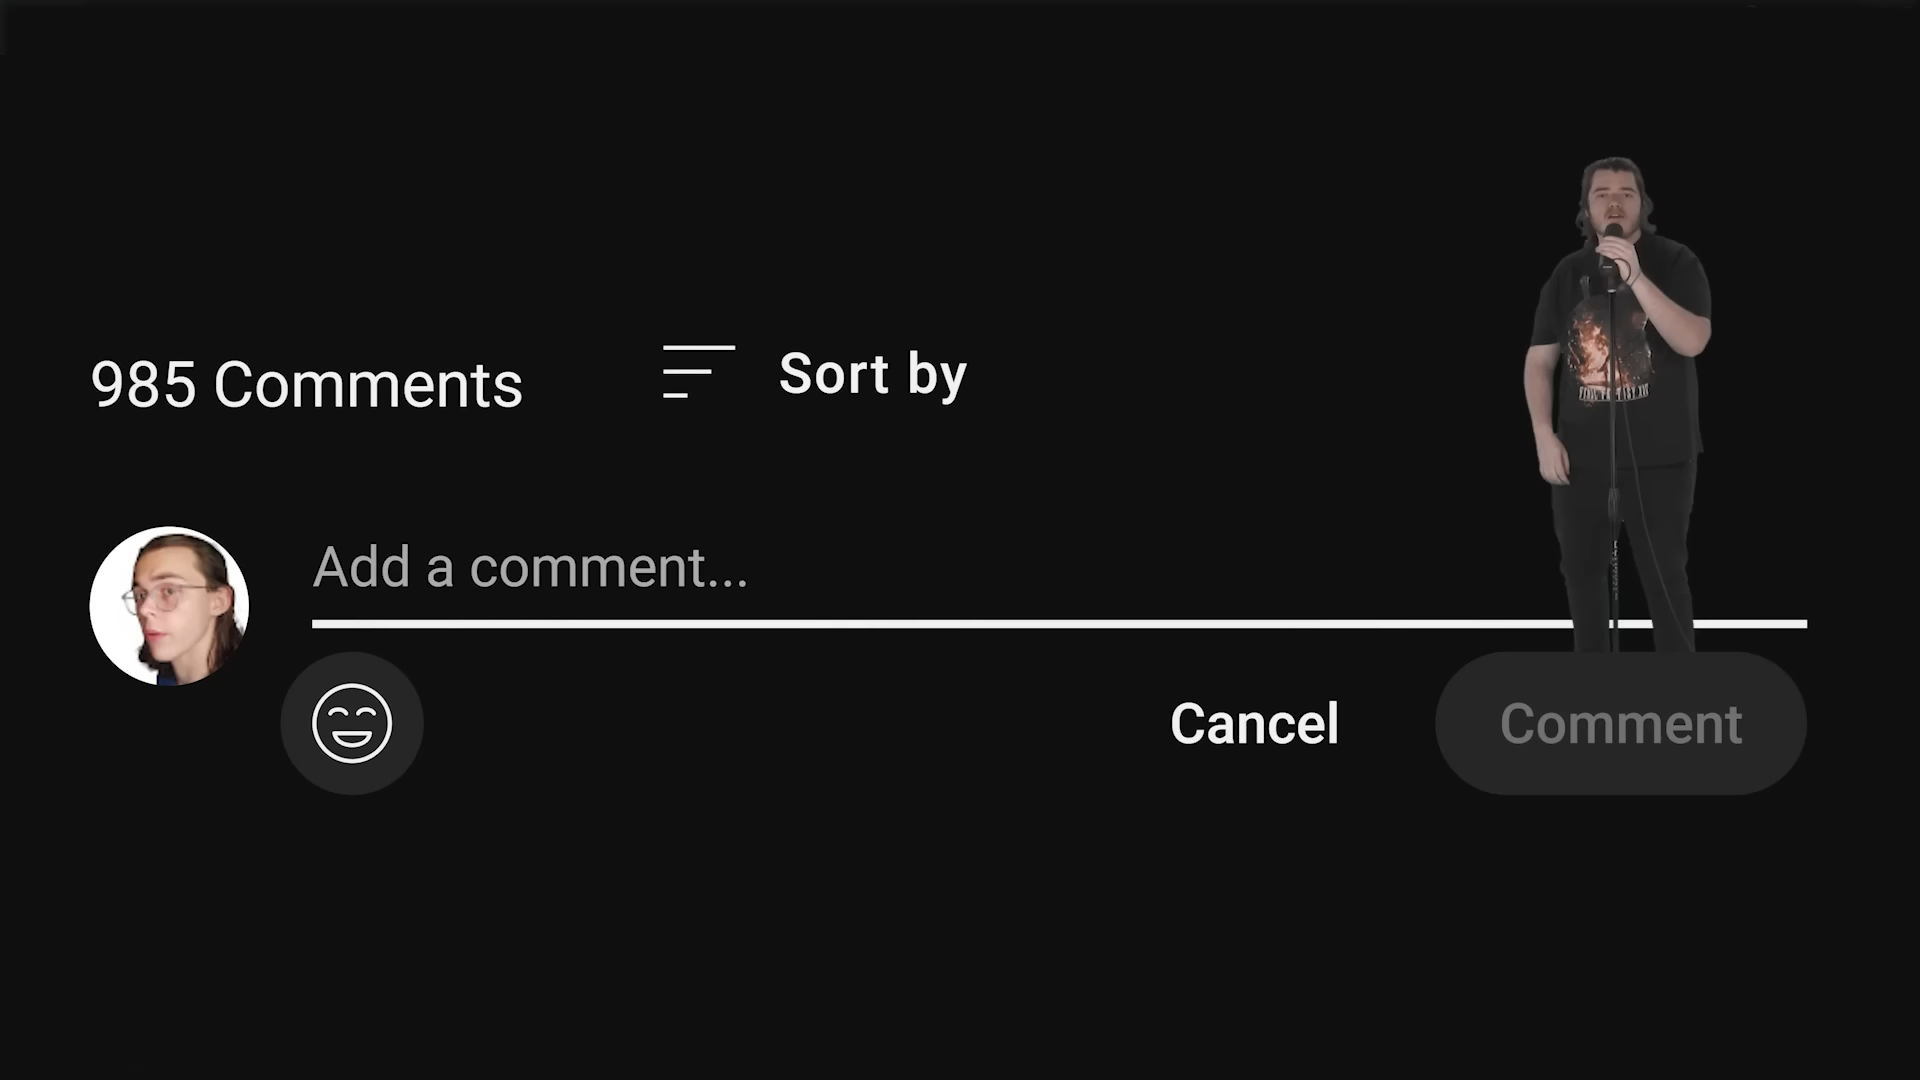 985 Comments
Sort by
Add a comment...
Cancel
Comment